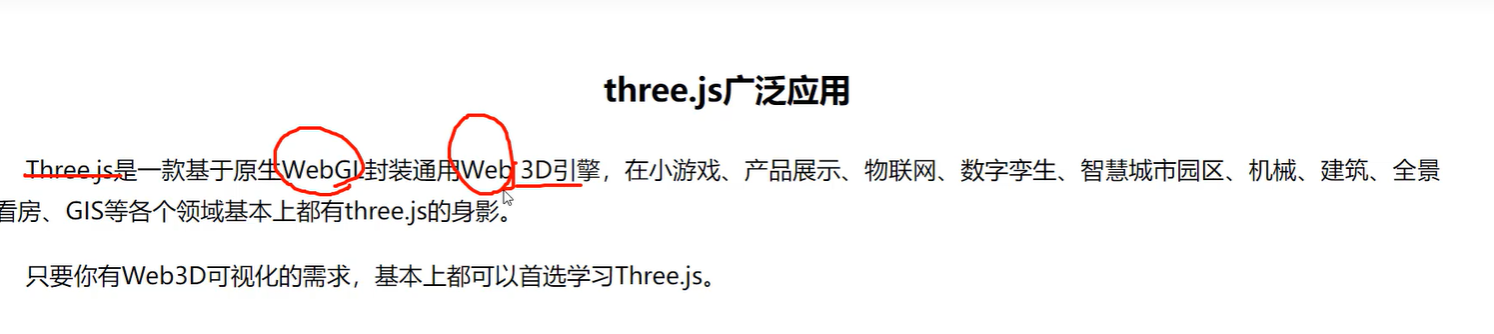 three.js广泛应用
Three.js是一款基于原生WebGL封装通用Web 3D引擎，在小游戏、产品展示、物联网、数字孪生、智慧城市园区、机械、建筑、全景
看房、GIS等各个领域基本上都有three.js的身影。
只要你有Web3D可视化的需求，基本上都可以首选学习Three.js。